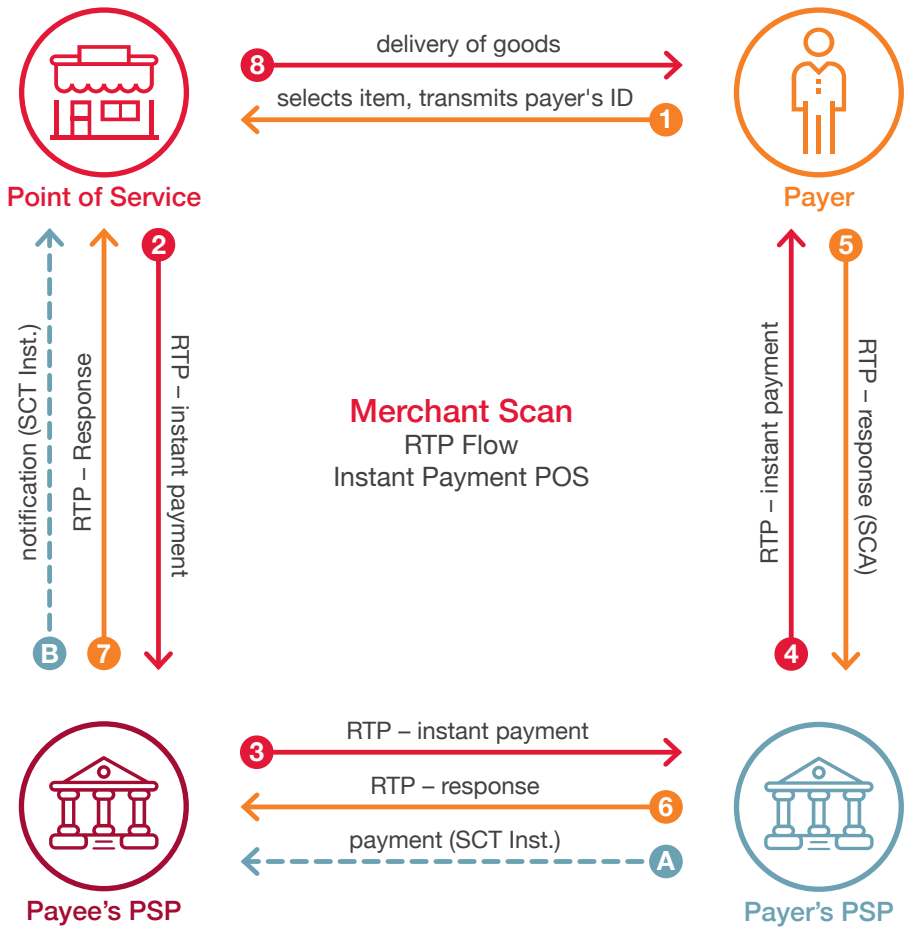 delivery of goods
8
selects item, transmits payer's ID
1
Point of Service
Payer
2
5
notification (SCT Inst.)
RTP – Response
RTP – instant payment
RTP – instant payment
RTP – response (SCA)
Merchant Scan
RTP Flow
Instant Payment POS
B
7
4
RTP – instant payment
3
RTP – response
6
payment (SCT Inst.)
A
Payee's PSP
Payer's PSP